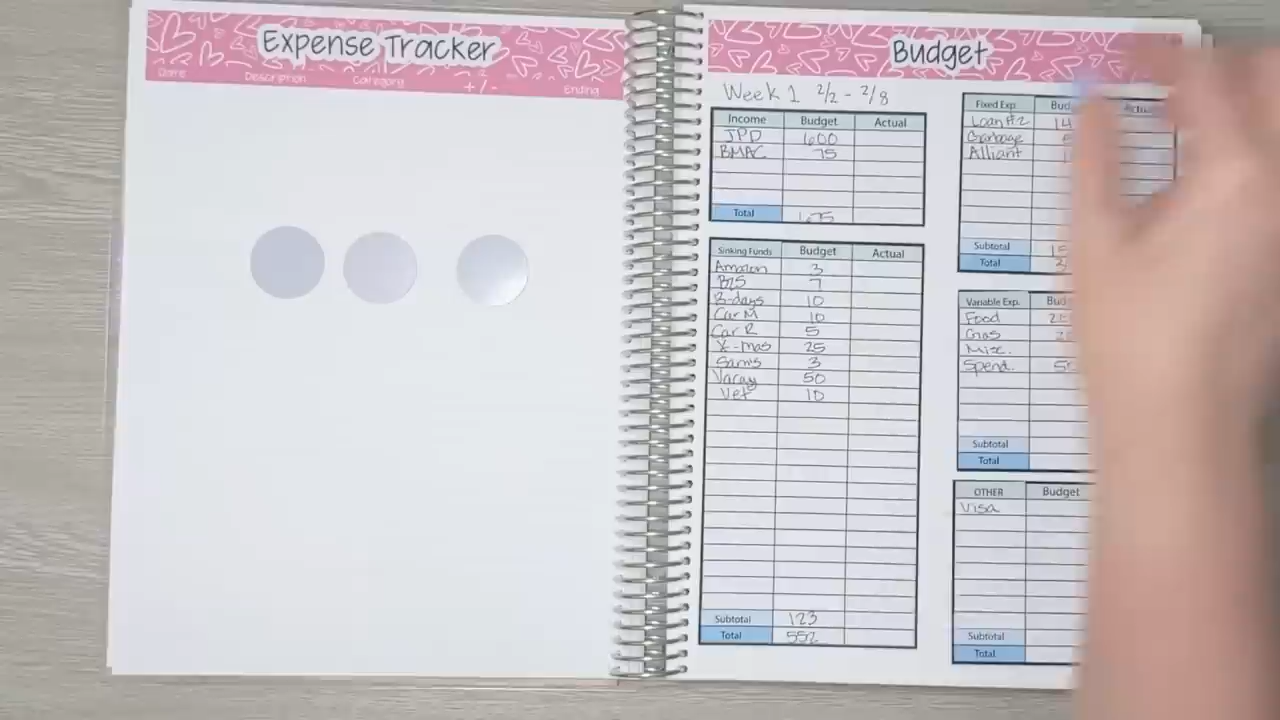 Expense Tracker
Date Description Category +/- Ending
Budget
Week 1 2/2 - 2/8
Income Budget Actual
JPD 1600
BMAC 75
Total 1675
Sinking Funds Budget Actual
Amazon 3
B2S 7
B-days 10
Car M 10
Car R 5
X-mas 25
Sam's 3
Vacay 50
Vet 10
Subtotal 123
Total 552
Fixed Exp.
Loan #2
Garbage
Alliant
Subtotal
Total
Variable Exp.
Food
Gas
Misc.
Spend.
Subtotal
Total
OTHER Budget
Visa
Subtotal
Total